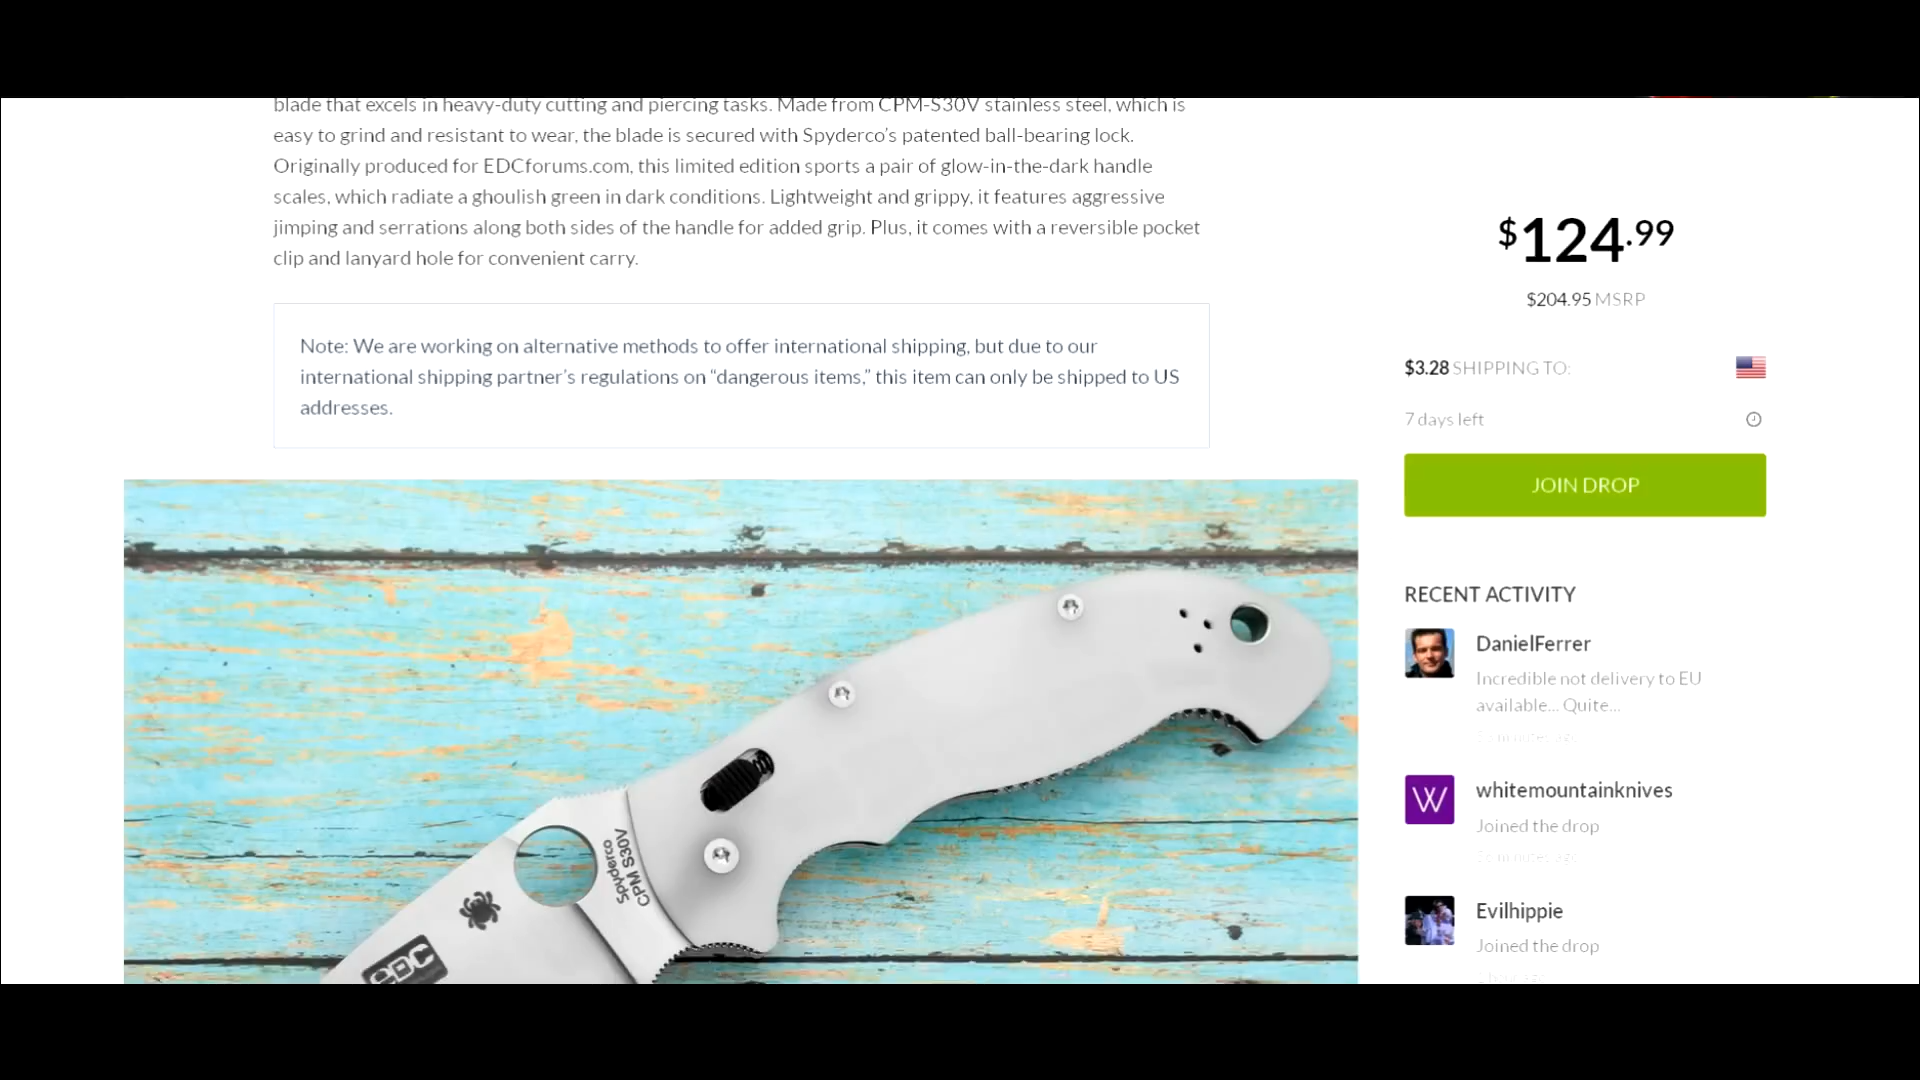 blade that excels in heavy-duty cutting and piercing tasks. Made from CPM-S30V stainless steel, which is
easy to grind and resistant to wear, the blade is secured with Spyderco’s patented ball-bearing lock.
Originally produced for EDCforums.com, this limited edition sports a pair of glow-in-the-dark handle
scales, which radiate a ghoulish green in dark conditions. Lightweight and grippy, it features aggressive
jimping and serrations along both sides of the handle for added grip. Plus, it comes with a reversible pocket
clip and lanyard hole for convenient carry.
Note: We are working on alternative methods to offer international shipping, but due to our
international shipping partner’s regulations on “dangerous items,” this item can only be shipped to US
addresses.
Spyderco
CPM S30V
EDC
$124.99
$204.95 MSRP
$3.28 SHIPPING TO:
7 days left
JOIN DROP
RECENT ACTIVITY
DanielFerrer
Incredible not delivery to EU
available... Quite...
minutes ago
W
whitemountainknives
Joined the drop
minutes ago
Evilhippie
Joined the drop